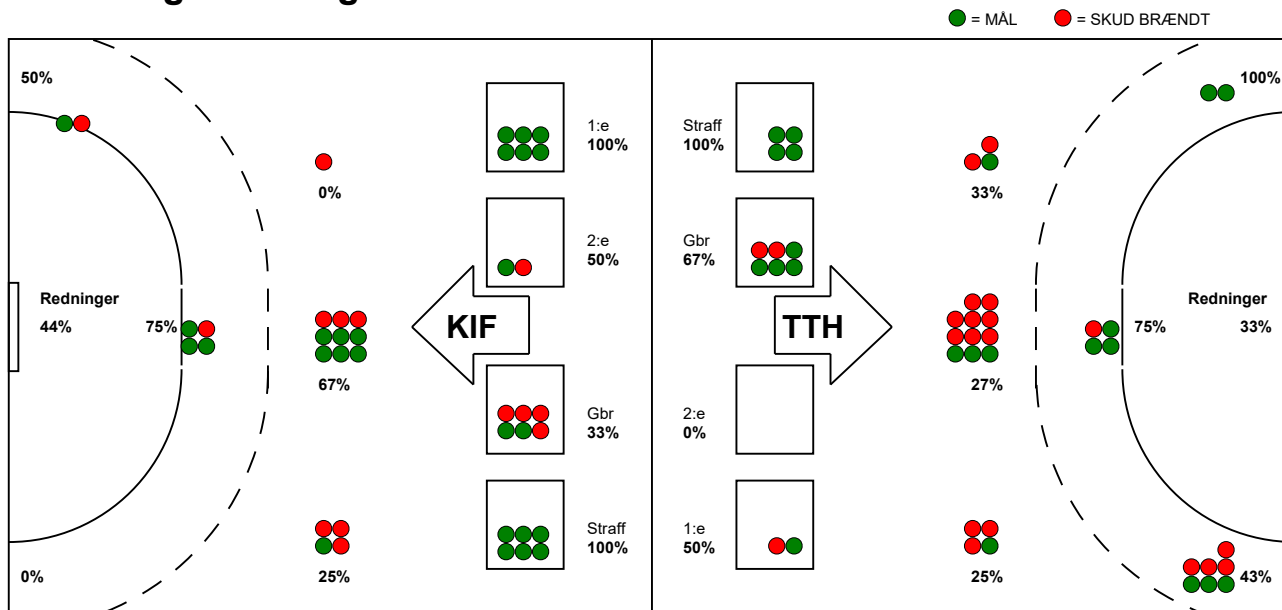 = MÅL
= SKUD BRÆNDT
50%
1:e
100%
Straff
100%
100%
0%
33%
2:e
50%
Gbr
67%
Redninger
44%
75%
KIF
TTH
75%
Redninger
33%
67%
27%
Gbr
33%
2:e
0%
Straff
100%
1:e
50%
0%
25%
25%
43%